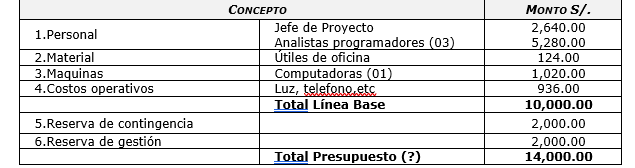 CONCEPTO MONTO S/.
1.Personal Jefe de Proyecto 2,640.00
Analistas programadores (03) 5,280.00
2.Material Útiles de oficina 124.00
3.Maquinas Computadoras (01) 1,020.00
4.Costos operativos Luz, telefono,etc 936.00
Total Línea Base 10,000.00
5.Reserva de contingencia 2,000.00
6.Reserva de gestión 2,000.00
Total Presupuesto (?) 14,000.00